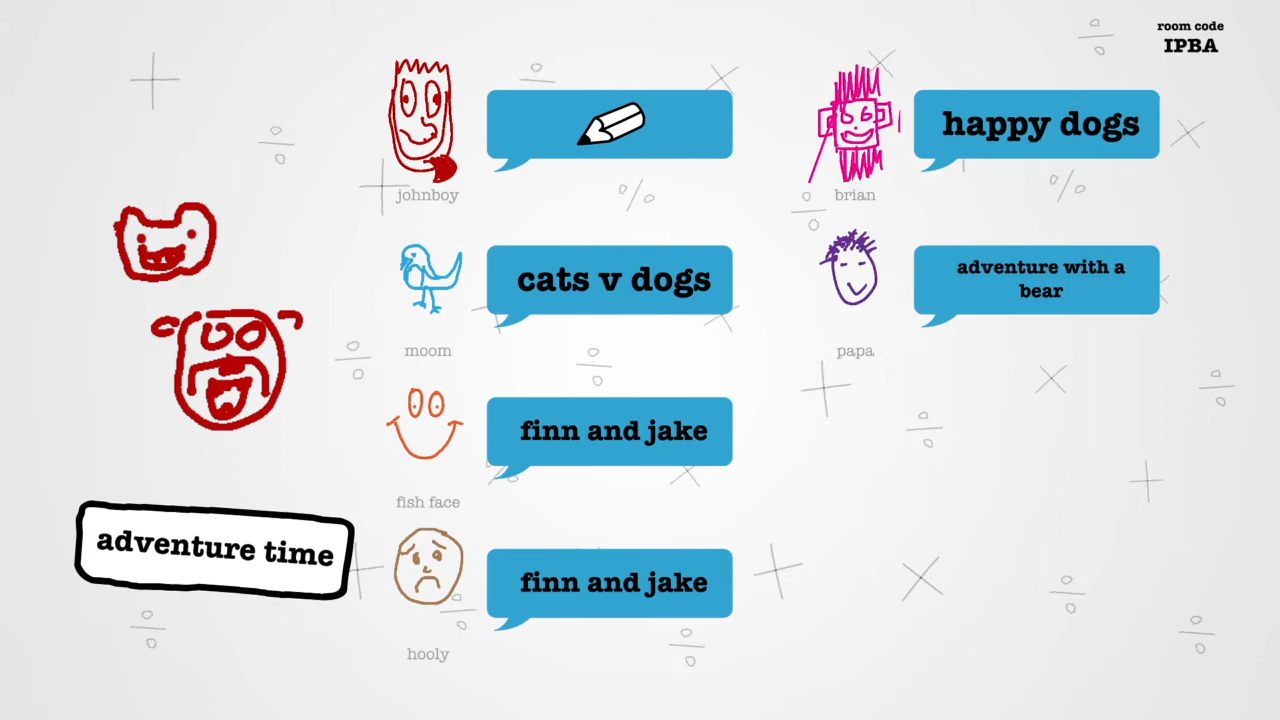 room code
IPBA
johnboy
happy dogs
brian
cats v dogs
moom
adventure with a
bear
papa
finn and jake
fish face
adventure time
finn and jake
hooly